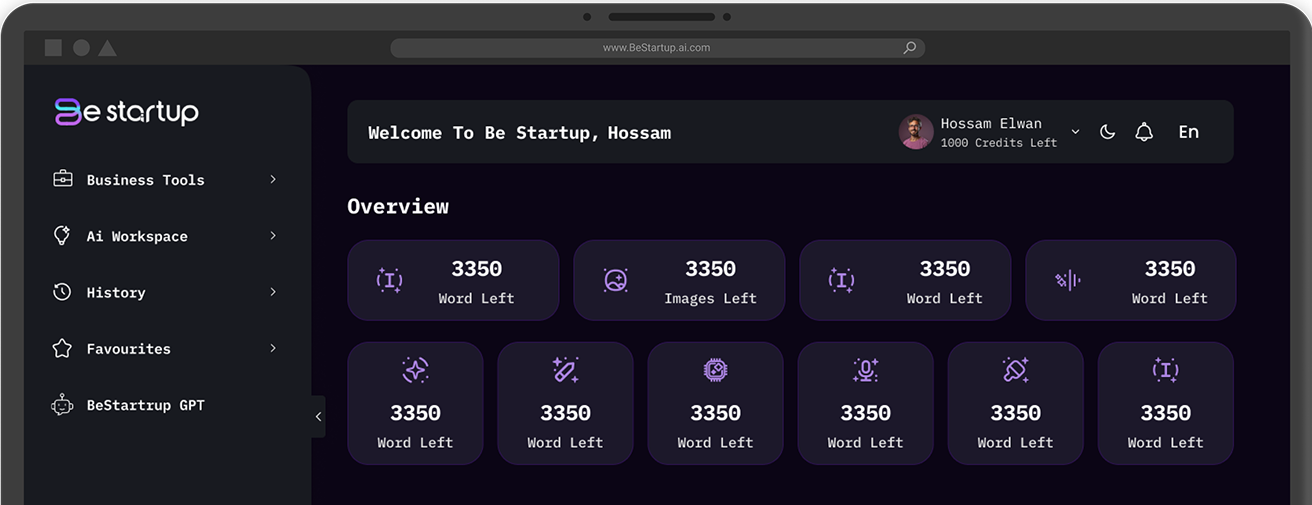 www.BeStartup.ai.com
Be startup
Business Tools
Ai Workspace
History
Favourites
BeStartrup GPT
Welcome To Be Startup, Hossam
Hossam Elwan
1000 Credits Left
En
Overview
3350
Word Left
3350
Images Left
3350
Word Left
3350
Word Left
3350
Word Left
3350
Word Left
3350
Word Left
3350
Word Left
3350
Word Left
3350
Word Left